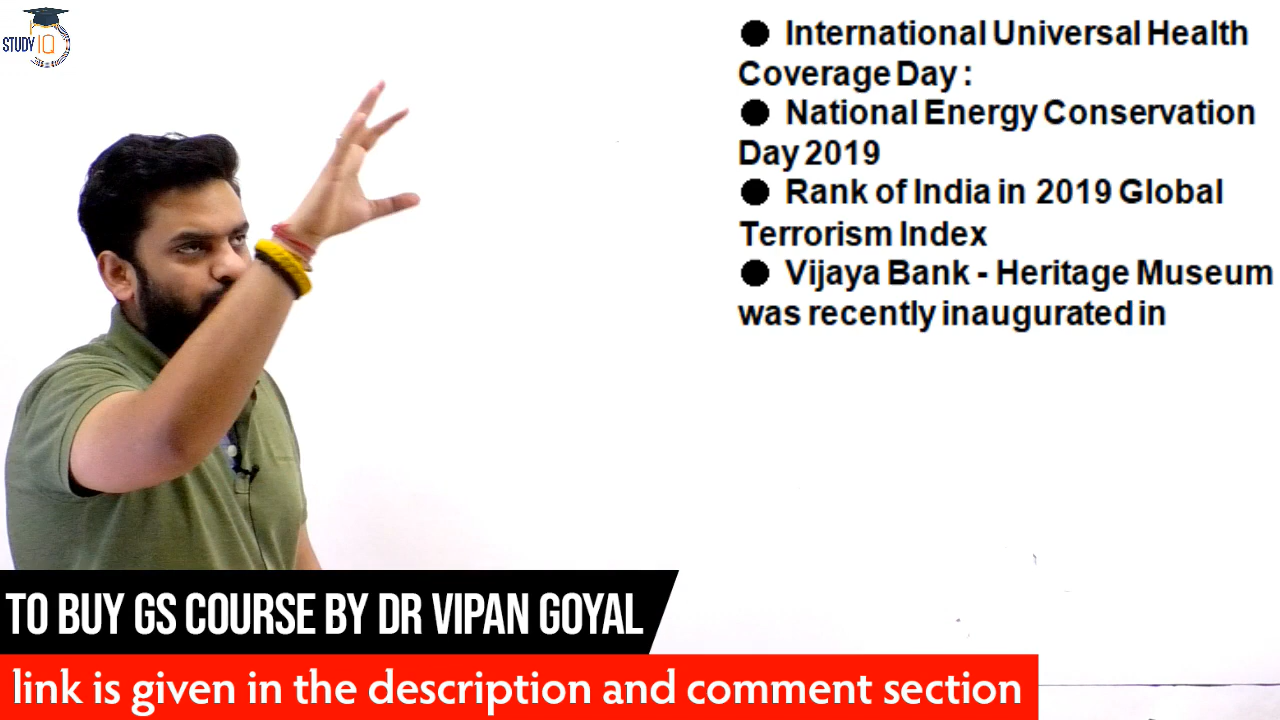 STUDY IQ
● International Universal Health
Coverage Day :
● National Energy Conservation
Day 2019
● Rank of India in 2019 Global
Terrorism Index
● Vijaya Bank - Heritage Museum
was recently inaugurated in
TO BUY GS COURSE BY DR VIPAN GOYAL
link is given in the description and comment section